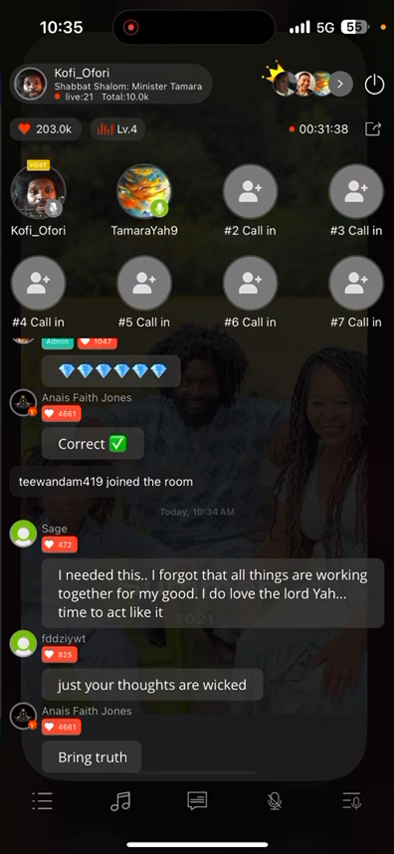 10:35
5G
55
Kofi_Ofori
Shabbat Shalom: Minister Tamara
live:21 Total:10.0k
203.0k
Lv.4
00:31:38
HOST
Kofi_Ofori
TamaraYah9
#2 Call in
#3 Call in
#4 Call in
#5 Call in
#6 Call in
#7 Call in
Admin
1047
💎💎💎💎💎💎
Anais Faith Jones
4661
Correct ✅
teewandam419 joined the room
Today, 10:34 AM
Sage
472
I needed this.. I forgot that all things are working
together for my good. I do love the lord Yah...
time to act like it
2021
fddziywt
825
just your thoughts are wicked
Anais Faith Jones
4661
Bring truth